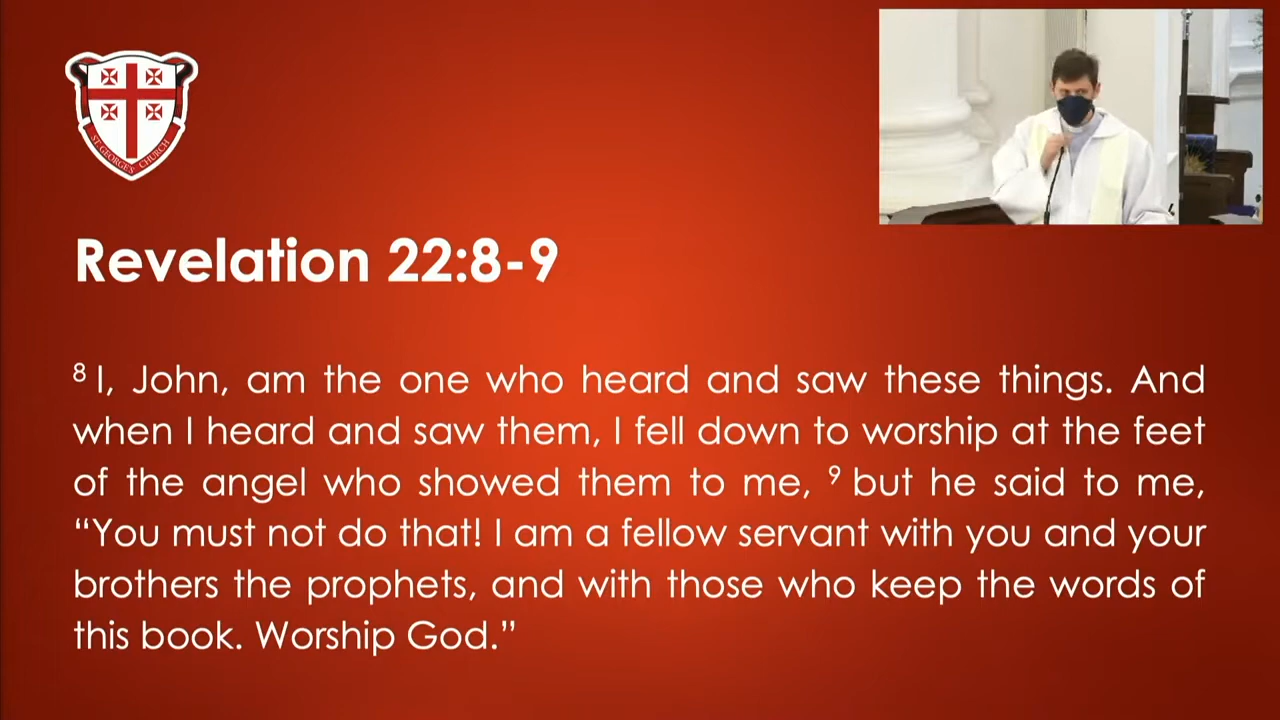 ST GEORGE'S CHURCH
Revelation 22:8-9
8 I, John, am the one who heard and saw these things. And
when I heard and saw them, I fell down to worship at the feet
of the angel who showed them to me, 9 but he said to me,
“You must not do that! I am a fellow servant with you and your
brothers the prophets, and with those who keep the words of
this book. Worship God.”